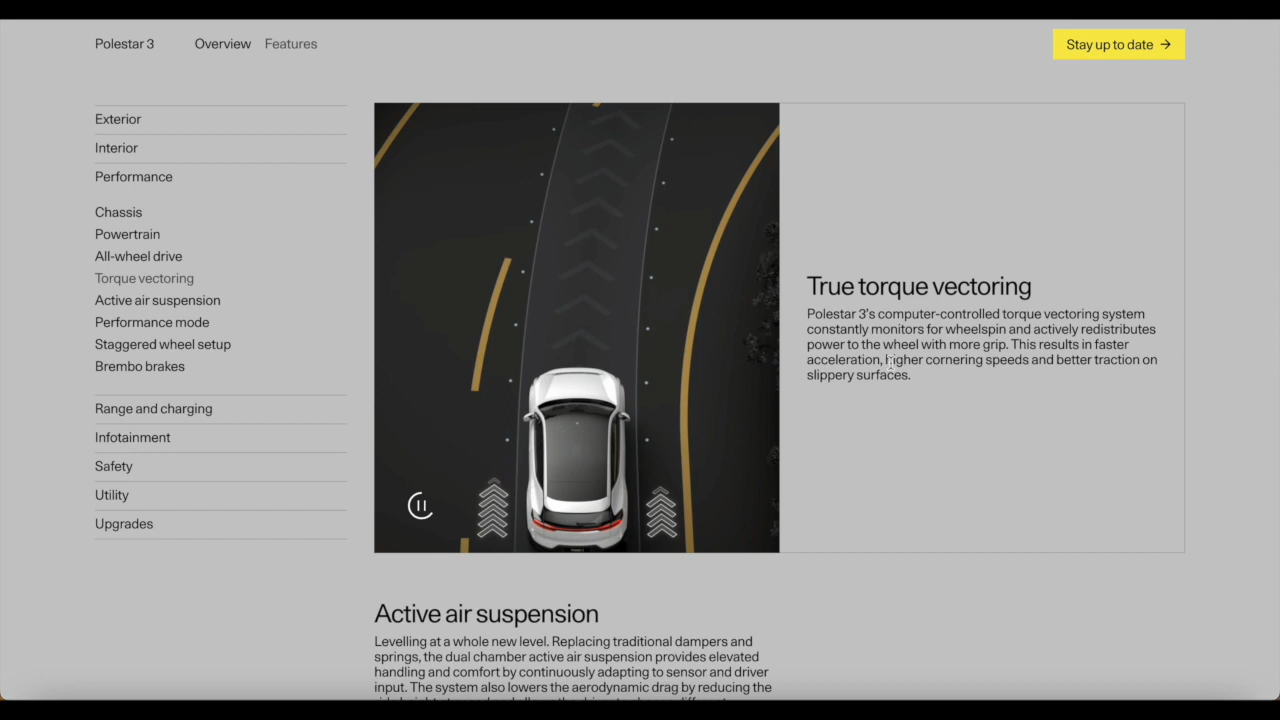 Polestar 3
Overview
Features
Stay up to date →
Exterior
Interior
Performance
Chassis
Powertrain
All-wheel drive
Torque vectoring
Active air suspension
Performance mode
Staggered wheel setup
Brembo brakes
Range and charging
Infotainment
Safety
Utility
Upgrades
True torque vectoring
Polestar 3's computer-controlled torque vectoring system
constantly monitors for wheelspin and actively redistributes
power to the wheel with more grip. This results in faster
acceleration, higher cornering speeds and better traction on
slippery surfaces.
Active air suspension
Levelling at a whole new level. Replacing traditional dampers and
springs, the dual chamber active air suspension provides elevated
handling and comfort by continuously adapting to sensor and driver
input. The system also lowers the aerodynamic drag by reducing the